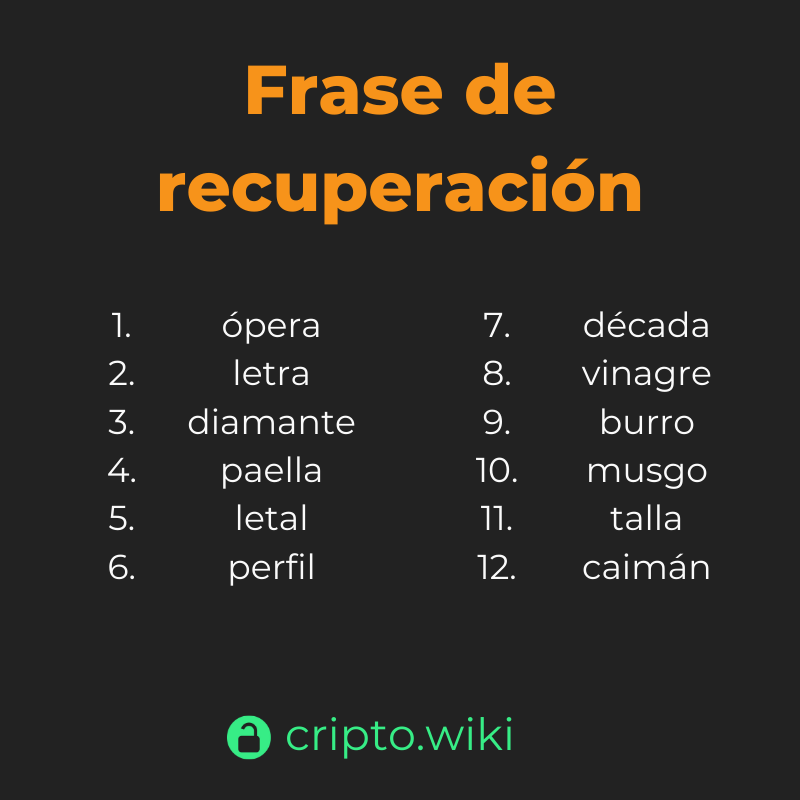 Frase de
recuperación
1. ópera
2. letra
3. diamante
4. paella
5. letal
6. perfil
7. década
8. vinagre
9. burro
10. musgo
11. talla
12. caimán
cripto.wiki